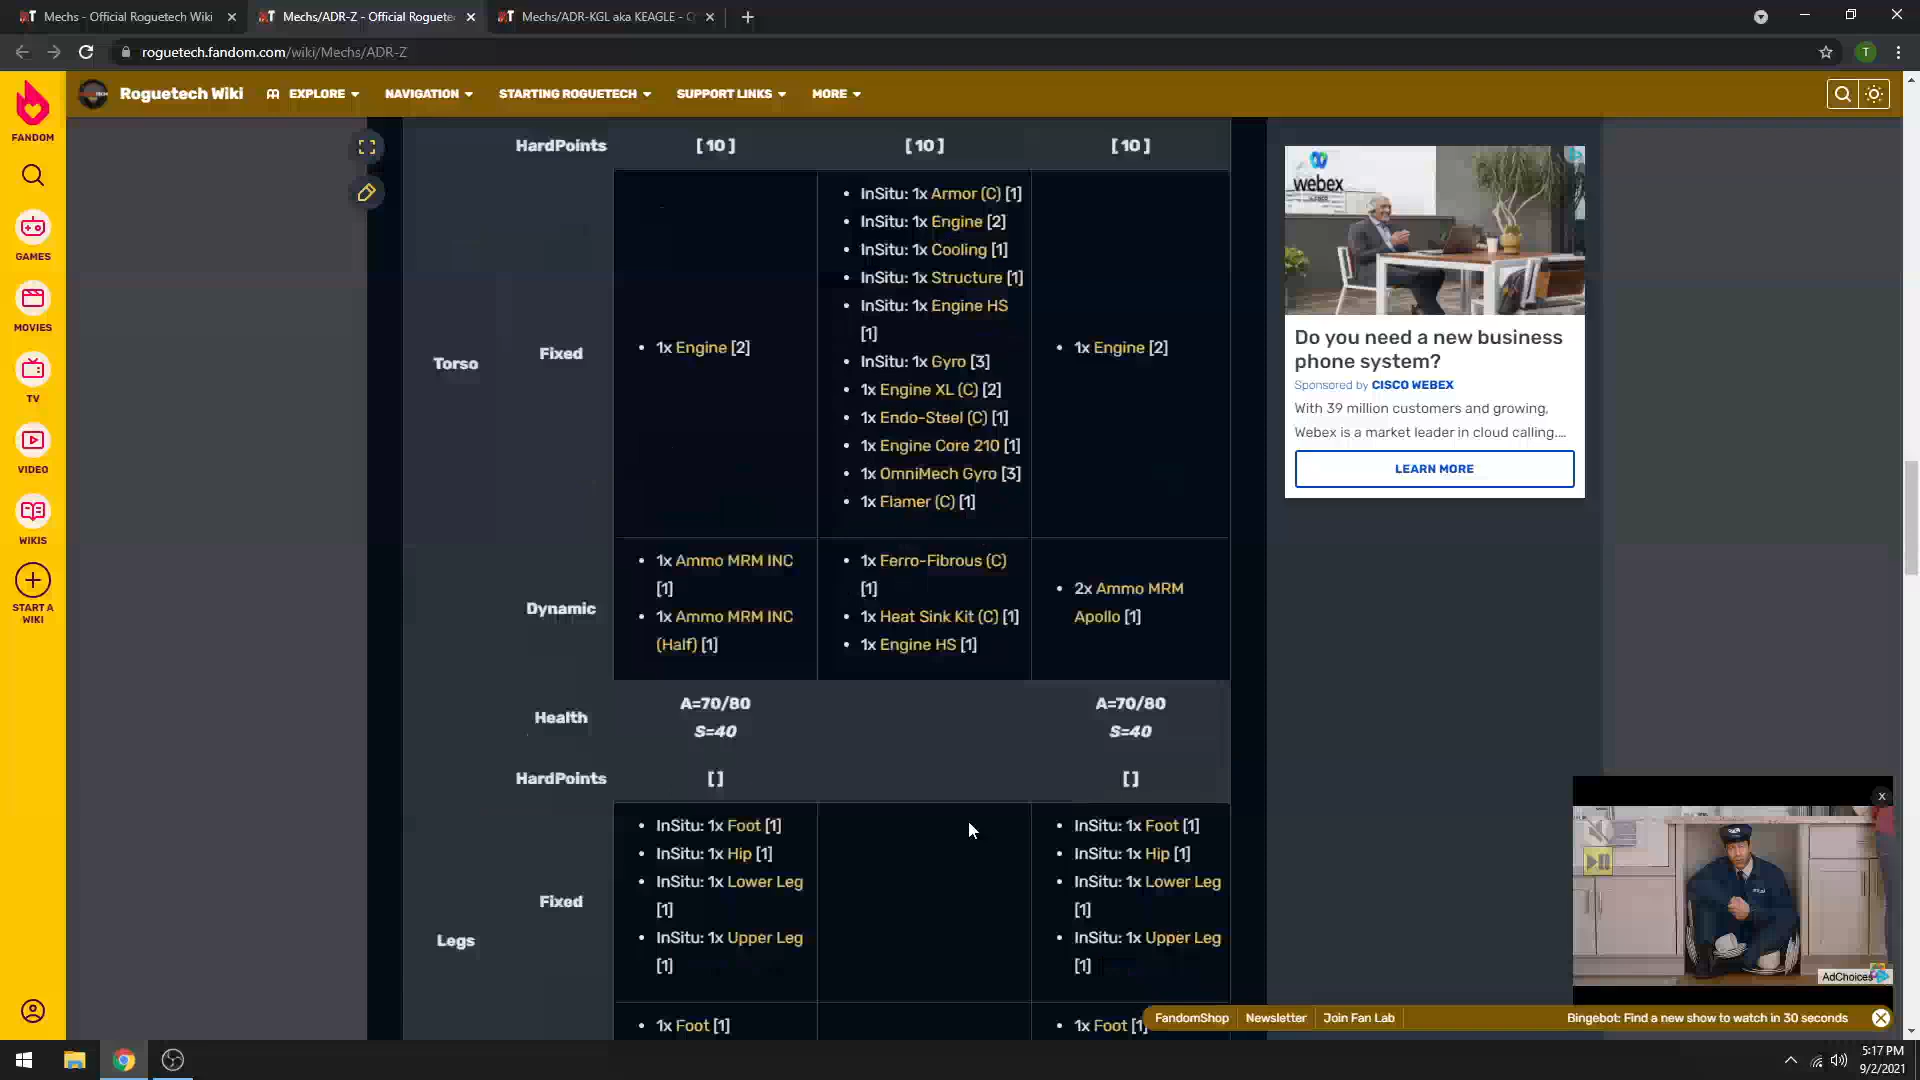 Mechs - Official Roguetech Wiki
Mechs/ADR-Z - Official Roguete
Mechs/ADR-KGL aka KEAGLE -
roguetech.fandom.com/wiki/Mechs/ADR-Z
T
FANDOM
GAMES
MOVIES
TV
VIDEO
WIKIS
START A
WIKI
Roguetech Wiki
EXPLORE
NAVIGATION
STARTING ROGUETECH
SUPPORT LINKS
MORE
HardPoints
[ 10 ]
[ 10 ]
[ 10 ]
Torso
Fixed
1x Engine [2]
InSitu: 1x Armor (C) [1]
InSitu: 1x Engine [2]
InSitu: 1x Cooling [1]
InSitu: 1x Structure [1]
InSitu: 1x Engine HS
[1]
InSitu: 1x Gyro [3]
1x Engine XL (C) [2]
1x Endo-Steel (C) [1]
1x Engine Core 210 [1]
1x OmniMech Gyro [3]
1x Flamer (C) [1]
1x Engine [2]
Dynamic
1x Ammo MRM INC
[1]
1x Ammo MRM INC
(Half) [1]
1x Ferro-Fibrous (C)
[1]
1x Heat Sink Kit (C) [1]
1x Engine HS [1]
2x Ammo MRM
Apollo [1]
Health
A=70/80
S=40
A=70/80
S=40
HardPoints
[ ]
[ ]
Legs
Fixed
InSitu: 1x Foot [1]
InSitu: 1x Hip [1]
InSitu: 1x Lower Leg
[1]
InSitu: 1x Upper Leg
[1]
InSitu: 1x Foot [1]
InSitu: 1x Hip [1]
InSitu: 1x Lower Leg
[1]
InSitu: 1x Upper Leg
[1]
1x Foot [1]
1x Foot [1]
webex
Do you need a new business
phone system?
Sponsored by CISCO WEBEX
With 39 million customers and growing,
Webex is a market leader in cloud calling....
LEARN MORE
x
AdChoices
FandomShop
Newsletter
Join Fan Lab
Bingebot: Find a new show to watch in 30 seconds
5:17 PM
9/2/2021